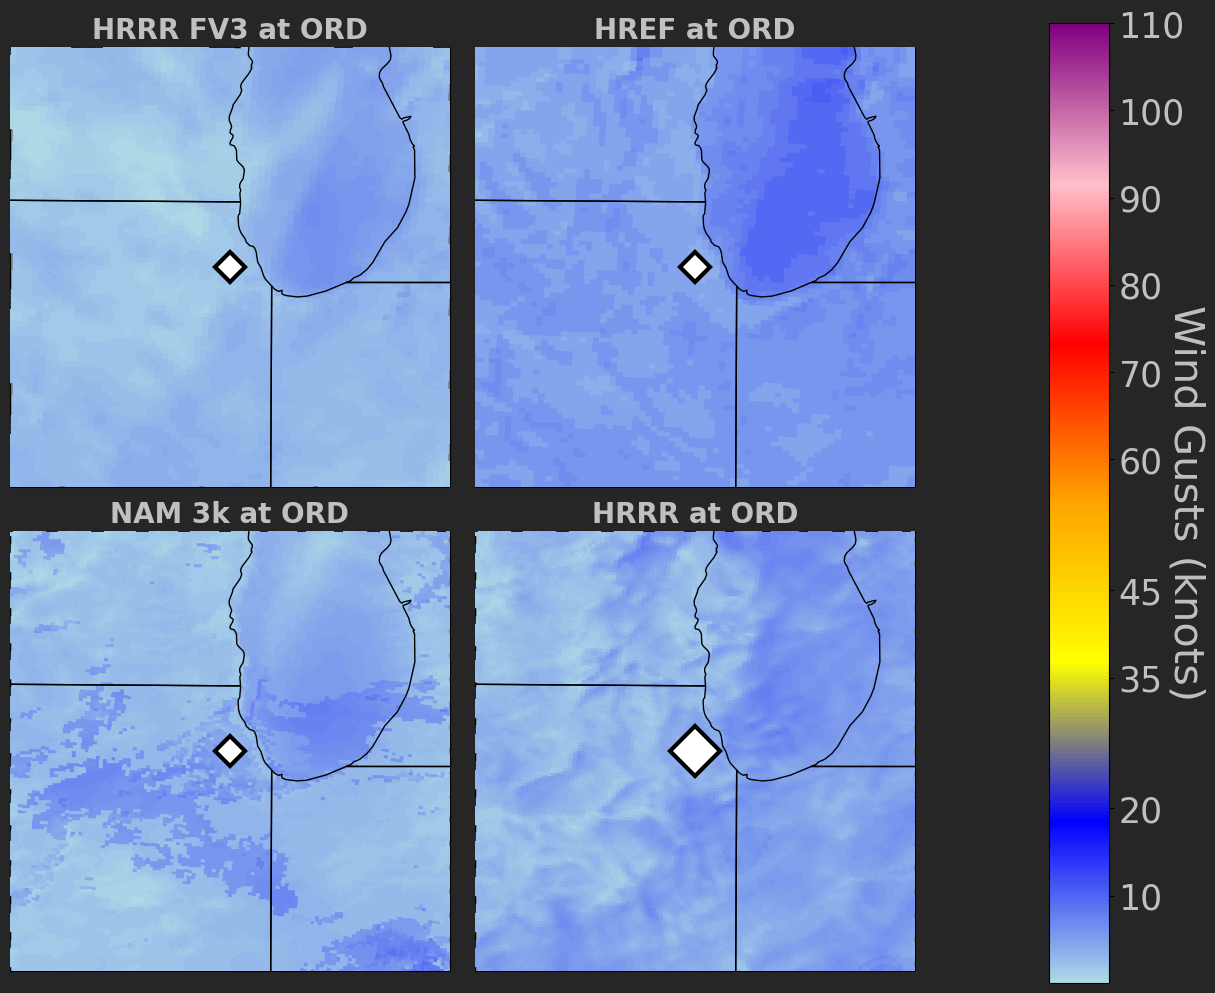 HRRR FV3 at ORD
HREF at ORD
NAM 3k at ORD
HRRR at ORD
110
100
90
80
70
60
45
35
20
10
Wind Gusts (knots)